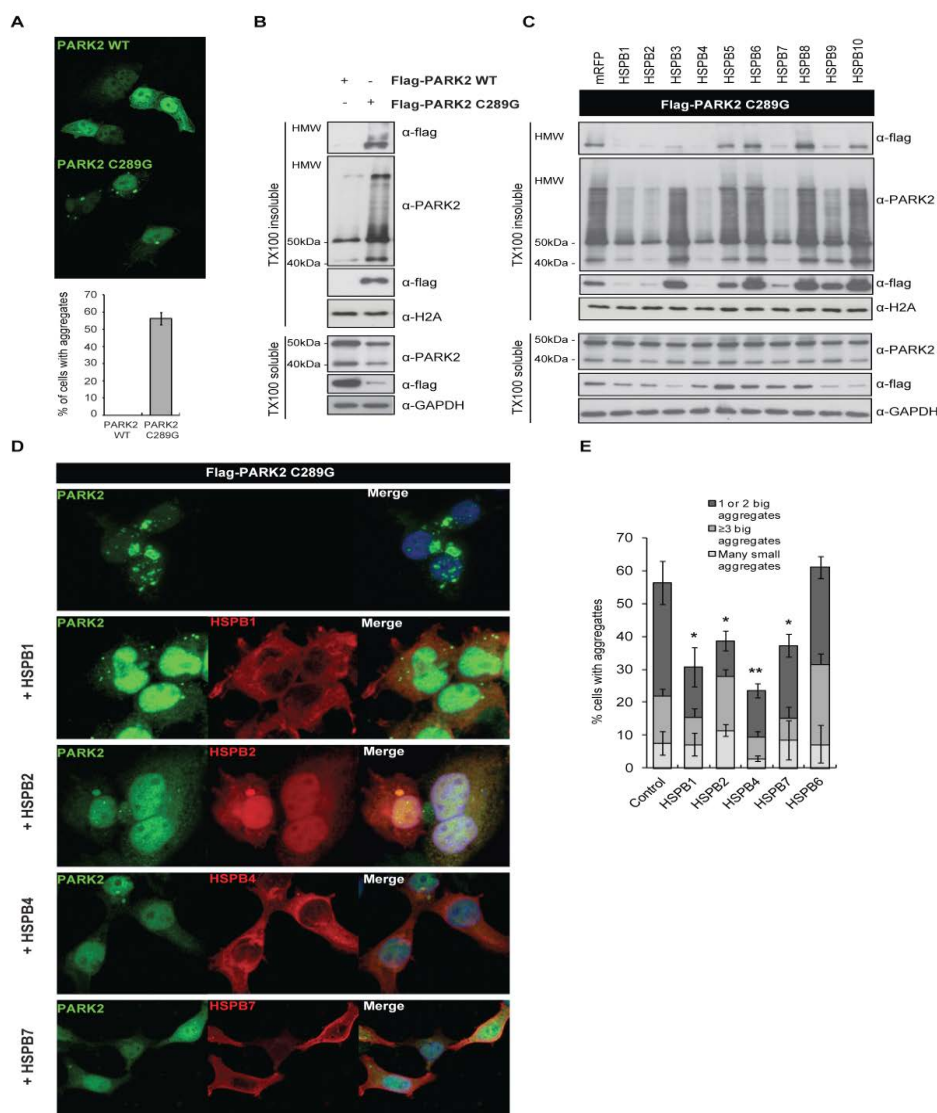 A
PARK2 WT
PARK2 C289G
% of cells with aggregates
70
60
50
40
30
20
10
0
PARK2 WT
PARK2 C289G
B
+ - Flag-PARK2 WT
- + Flag-PARK2 C289G
TX100 insoluble
HMW
α-flag
HMW
α-PARK2
50kDa -
40kDa -
α-flag
α-H2A
TX100 soluble
50kDa -
α-PARK2
40kDa -
α-flag
α-GAPDH
C
mRFP HSPB1 HSPB2 HSPB3 HSPB4 HSPB5 HSPB6 HSPB7 HSPB8 HSPB9 HSPB10
Flag-PARK2 C289G
TX100 insoluble
HMW
α-flag
HMW
α-PARK2
50kDa -
40kDa -
α-flag
α-H2A
TX100 soluble
50kDa -
α-PARK2
40kDa -
α-flag
α-GAPDH
D
Flag-PARK2 C289G
PARK2 Merge
+ HSPB1
PARK2 HSPB1 Merge
+ HSPB2
PARK2 HSPB2 Merge
+ HSPB4
PARK2 HSPB4 Merge
+ HSPB7
PARK2 HSPB7 Merge
E
1 or 2 big
aggregates
≥3 big
aggregates
Many small
aggregates
% cells with aggregattes
70
60
50
40
30
20
10
0
* * ** *
Control HSPB1 HSPB2 HSPB4 HSPB7 HSPB6